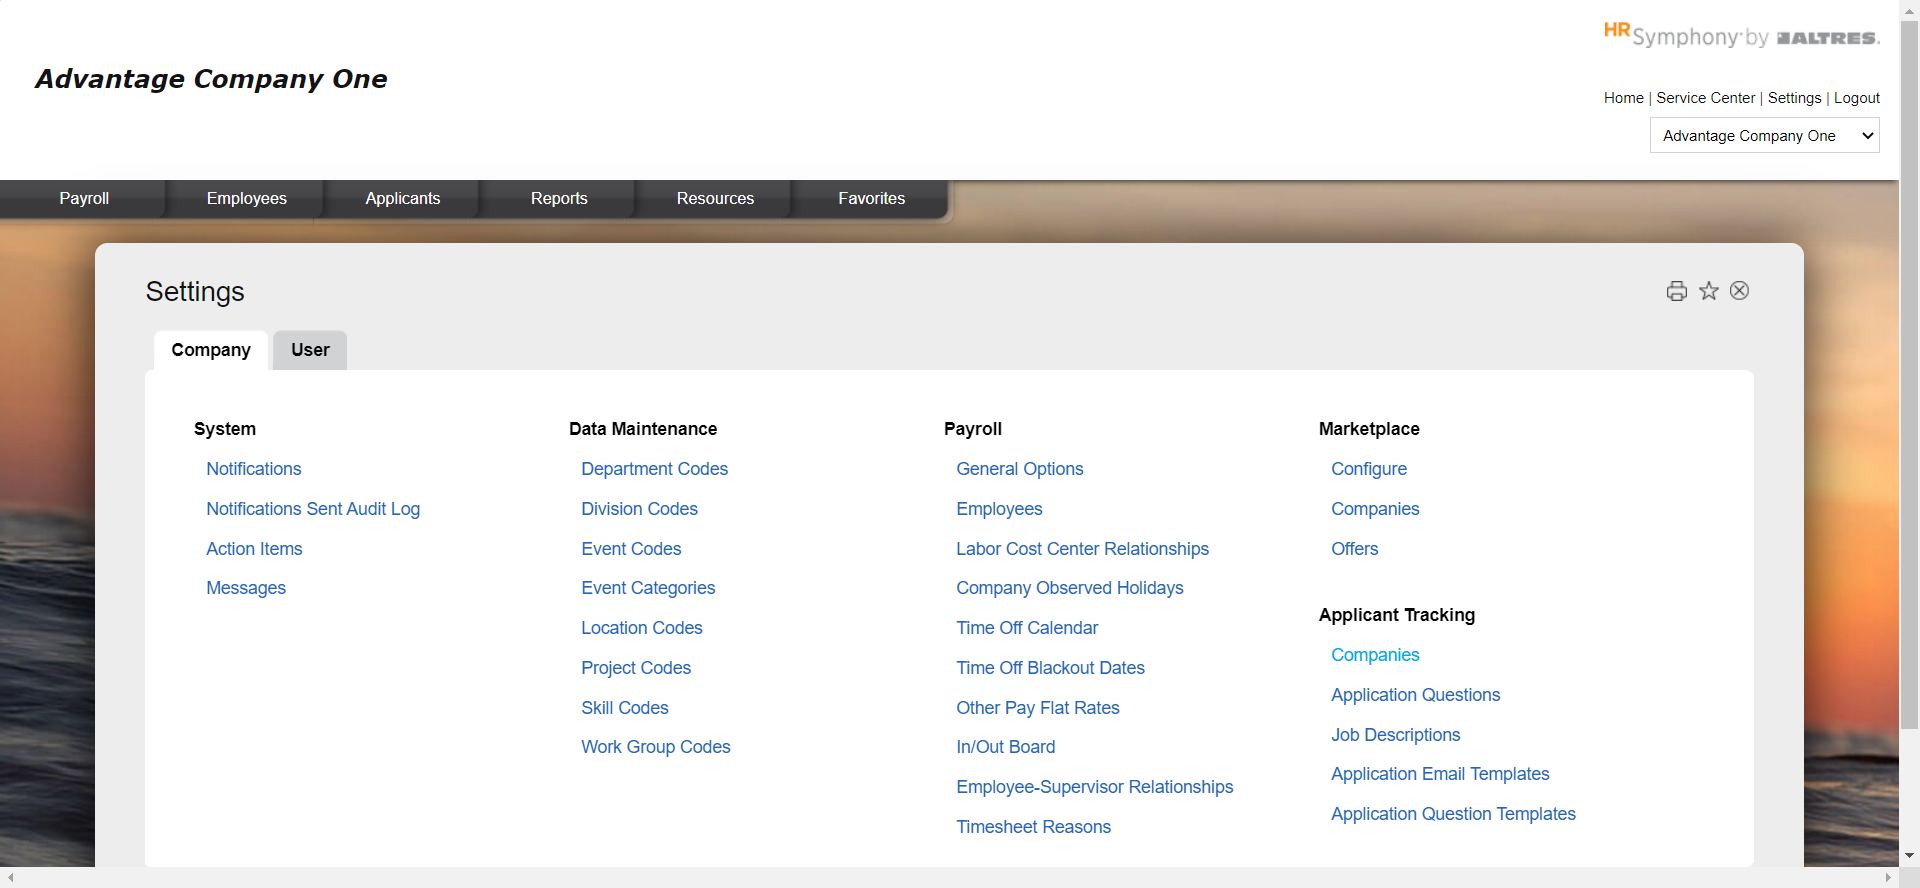 HR Symphony by ALTRES.
Advantage Company One
Home | Service Center | Settings | Logout
Advantage Company One
Payroll Employees Applicants Reports Resources Favorites
Settings
Company User
System
Notifications
Notifications Sent Audit Log
Action Items
Messages
Data Maintenance
Department Codes
Division Codes
Event Codes
Event Categories
Location Codes
Project Codes
Skill Codes
Work Group Codes
Payroll
General Options
Employees
Labor Cost Center Relationships
Company Observed Holidays
Time Off Calendar
Time Off Blackout Dates
Other Pay Flat Rates
In/Out Board
Employee-Supervisor Relationships
Timesheet Reasons
Marketplace
Configure
Companies
Offers
Applicant Tracking
Companies
Application Questions
Job Descriptions
Application Email Templates
Application Question Templates